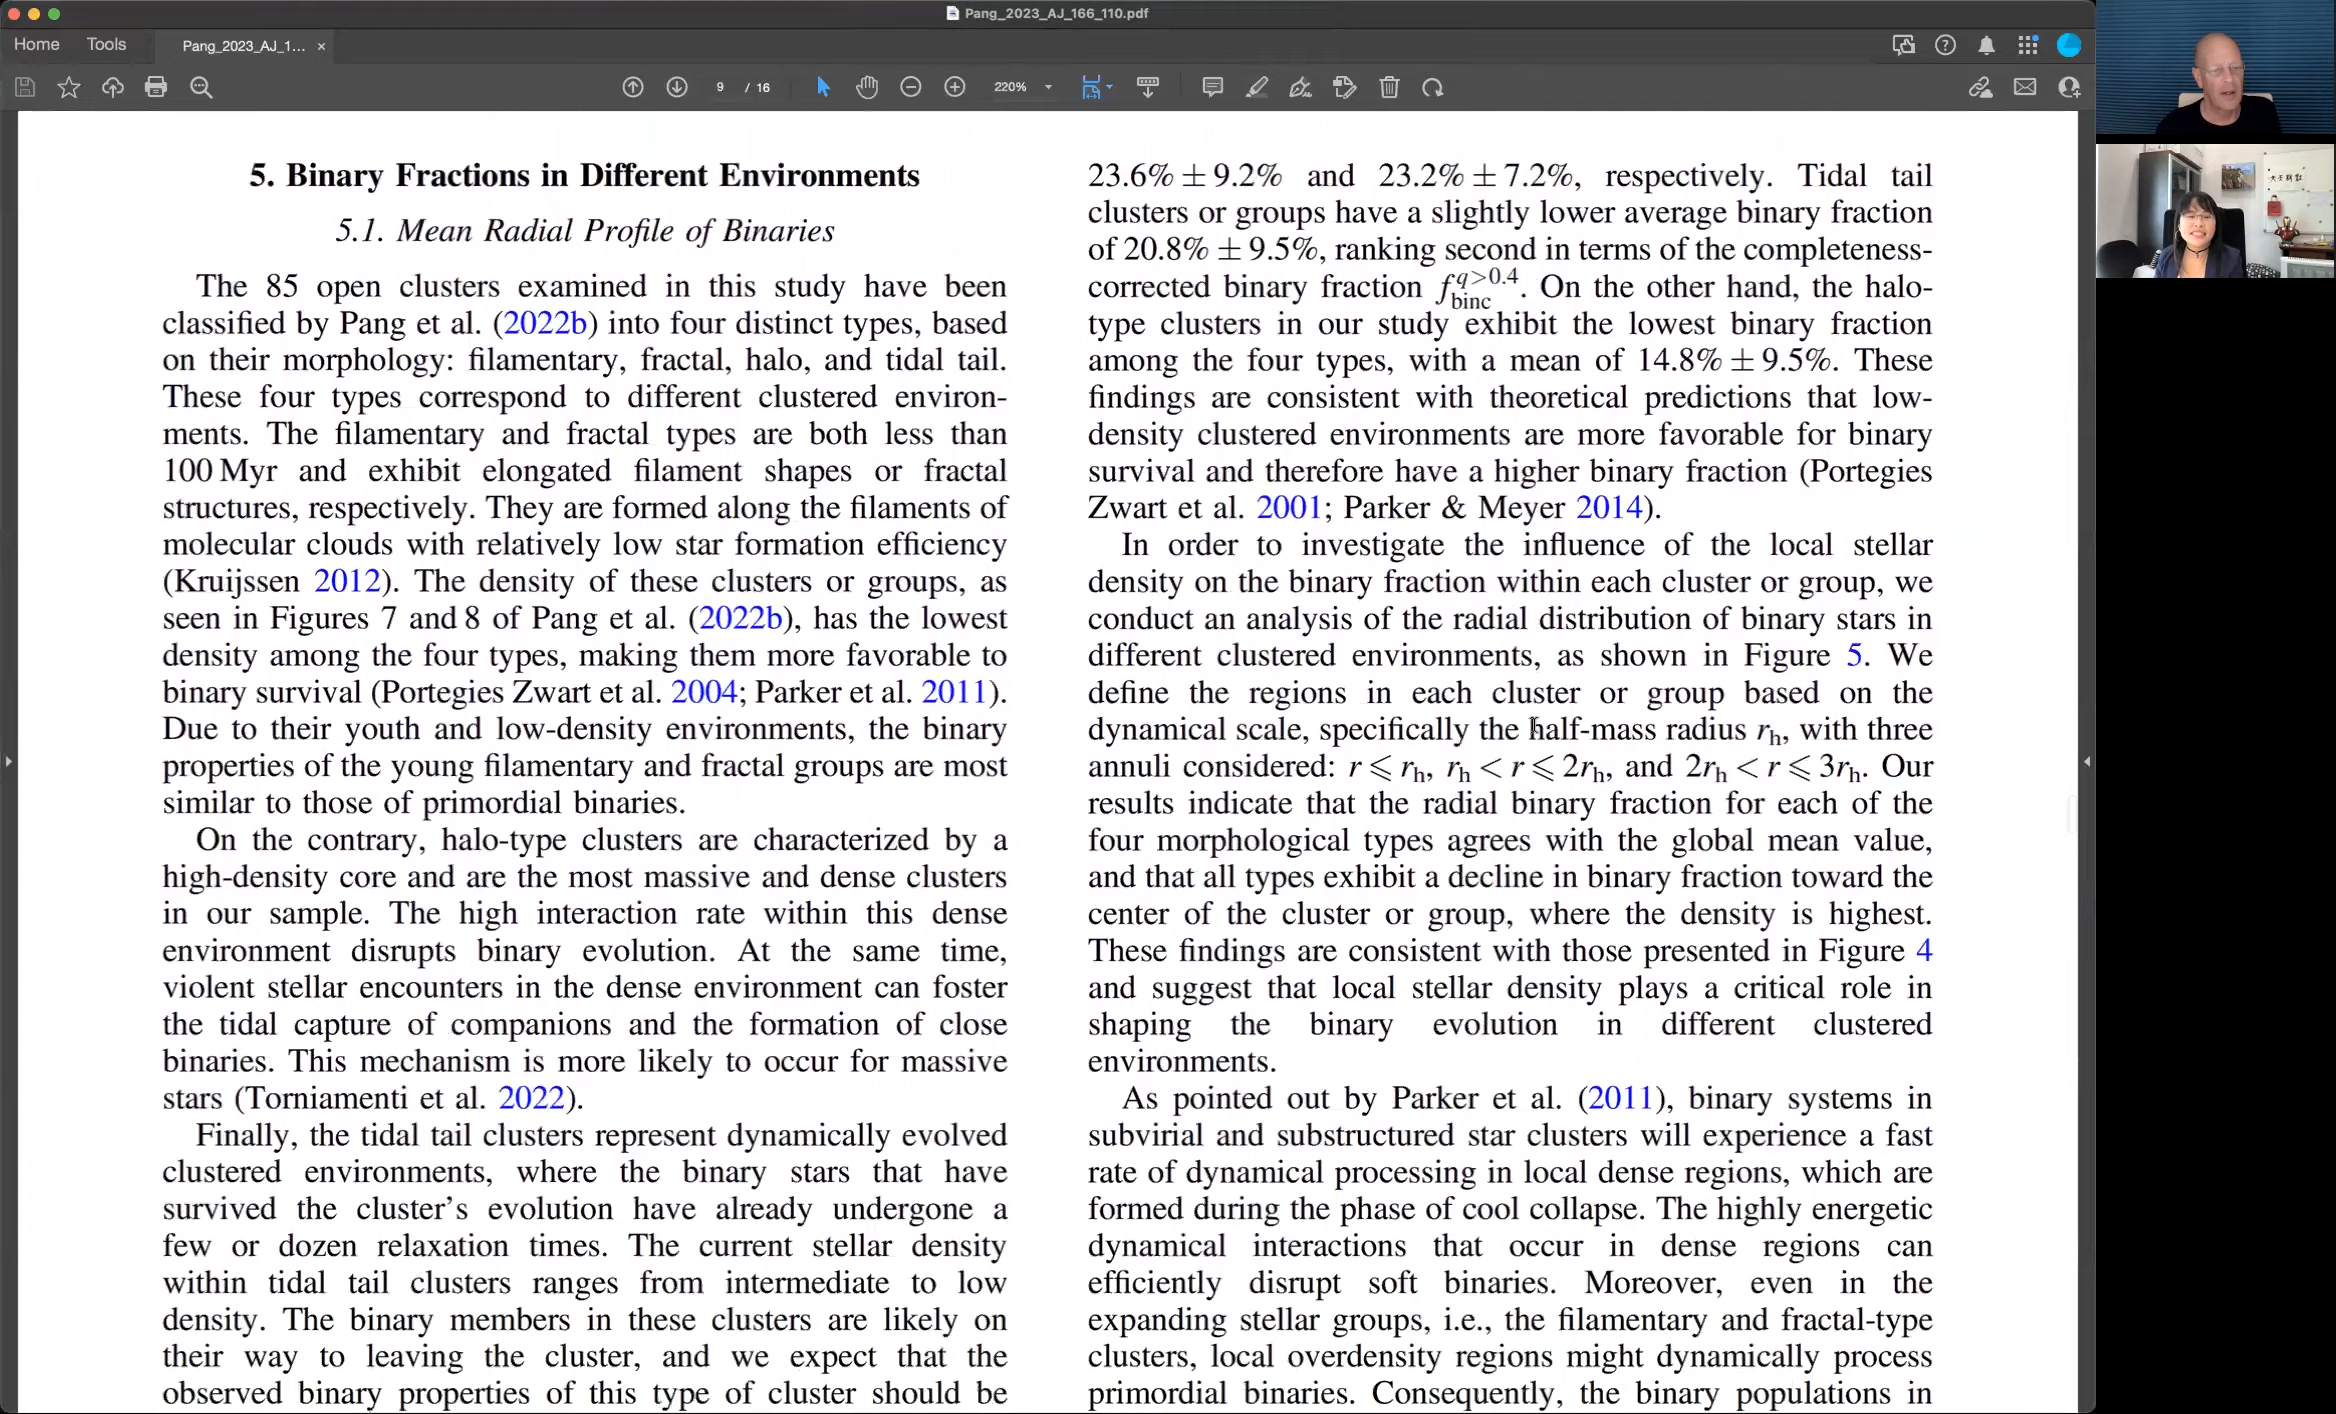 Pang_2023_AJ_166_110.pdf
Home
Tools
Pang_2023_AJ_1...
9 / 16
220%
5. Binary Fractions in Different Environments
5.1. Mean Radial Profile of Binaries
The 85 open clusters examined in this study have been
classified by Pang et al. (2022b) into four distinct types, based
on their morphology: filamentary, fractal, halo, and tidal tail.
These four types correspond to different clustered environ-
ments. The filamentary and fractal types are both less than
100 Myr and exhibit elongated filament shapes or fractal
structures, respectively. They are formed along the filaments of
molecular clouds with relatively low star formation efficiency
(Kruijssen 2012). The density of these clusters or groups, as
seen in Figures 7 and 8 of Pang et al. (2022b), has the lowest
density among the four types, making them more favorable to
binary survival (Portegies Zwart et al. 2004; Parker et al. 2011).
Due to their youth and low-density environments, the binary
properties of the young filamentary and fractal groups are most
similar to those of primordial binaries.
On the contrary, halo-type clusters are characterized by a
high-density core and are the most massive and dense clusters
in our sample. The high interaction rate within this dense
environment disrupts binary evolution. At the same time,
violent stellar encounters in the dense environment can foster
the tidal capture of companions and the formation of close
binaries. This mechanism is more likely to occur for massive
stars (Torniamenti et al. 2022).
Finally, the tidal tail clusters represent dynamically evolved
clustered environments, where the binary stars that have
survived the cluster's evolution have already undergone a
few or dozen relaxation times. The current stellar density
within tidal tail clusters ranges from intermediate to low
density. The binary members in these clusters are likely on
their way to leaving the cluster, and we expect that the
observed binary properties of this type of cluster should be
23.6% ± 9.2% and 23.2% ± 7.2%, respectively. Tidal tail
clusters or groups have a slightly lower average binary fraction
of 20.8% ± 9.5%, ranking second in terms of the completeness-
corrected binary fraction f_binc^q>0.4. On the other hand, the halo-
type clusters in our study exhibit the lowest binary fraction
among the four types, with a mean of 14.8% ± 9.5%. These
findings are consistent with theoretical predictions that low-
density clustered environments are more favorable for binary
survival and therefore have a higher binary fraction (Portegies
Zwart et al. 2001; Parker & Meyer 2014).
In order to investigate the influence of the local stellar
density on the binary fraction within each cluster or group, we
conduct an analysis of the radial distribution of binary stars in
different clustered environments, as shown in Figure 5. We
define the regions in each cluster or group based on the
dynamical scale, specifically the half-mass radius r_h, with three
annuli considered: r ⩽ r_h, r_h < r ⩽ 2r_h, and 2r_h < r ⩽ 3r_h. Our
results indicate that the radial binary fraction for each of the
four morphological types agrees with the global mean value,
and that all types exhibit a decline in binary fraction toward the
center of the cluster or group, where the density is highest.
These findings are consistent with those presented in Figure 4
and suggest that local stellar density plays a critical role in
shaping the binary evolution in different clustered
environments.
As pointed out by Parker et al. (2011), binary systems in
subvirial and substructured star clusters will experience a fast
rate of dynamical processing in local dense regions, which are
formed during the phase of cool collapse. The highly energetic
dynamical interactions that occur in dense regions can
efficiently disrupt soft binaries. Moreover, even in the
expanding stellar groups, i.e., the filamentary and fractal-type
clusters, local overdensity regions might dynamically process
primordial binaries. Consequently, the binary populations in